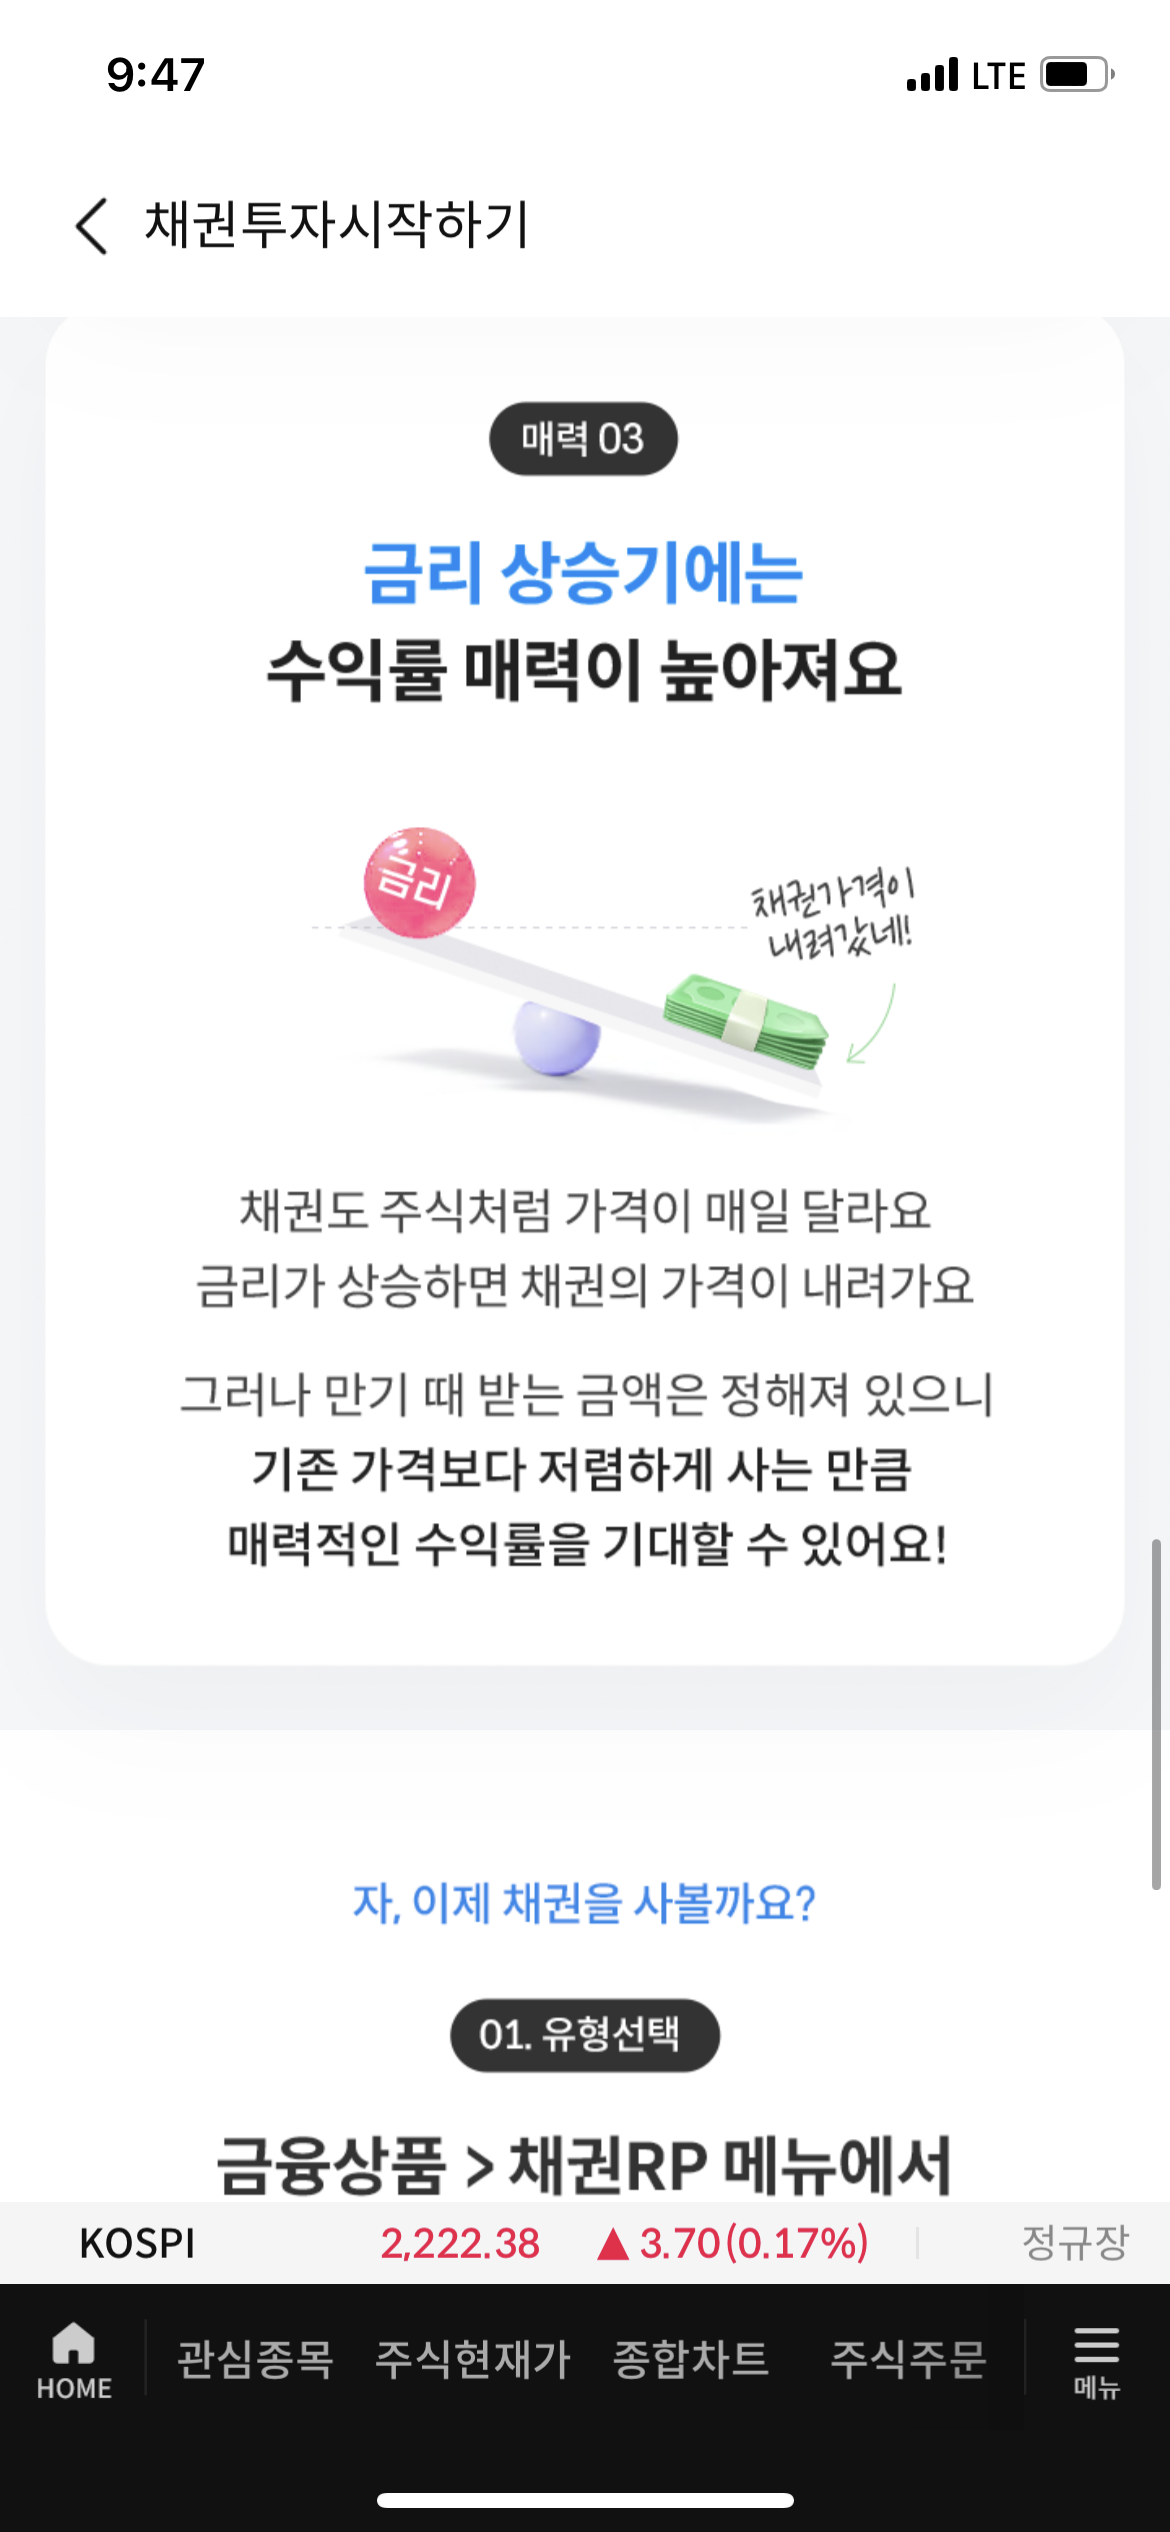 9:47
LTE
채권투자시작하기
매력 03
금리 상승기에는
수익률 매력이 높아져요
금리
채권가격이
내려갔네!
채권도 주식처럼 가격이 매일 달라요
금리가 상승하면 채권의 가격이 내려가요
그러나 만기 때 받는 금액은 정해져 있으니
기존 가격보다 저렴하게 사는 만큼
매력적인 수익률을 기대할 수 있어요!
자, 이제 채권을 사볼까요?
01. 유형선택
금융상품 > 채권RP 메뉴에서
KOSPI 2,222.38 ▲ 3.70(0.17%) 정규장
HOME 관심종목 주식현재가 종합차트 주식주문 메뉴